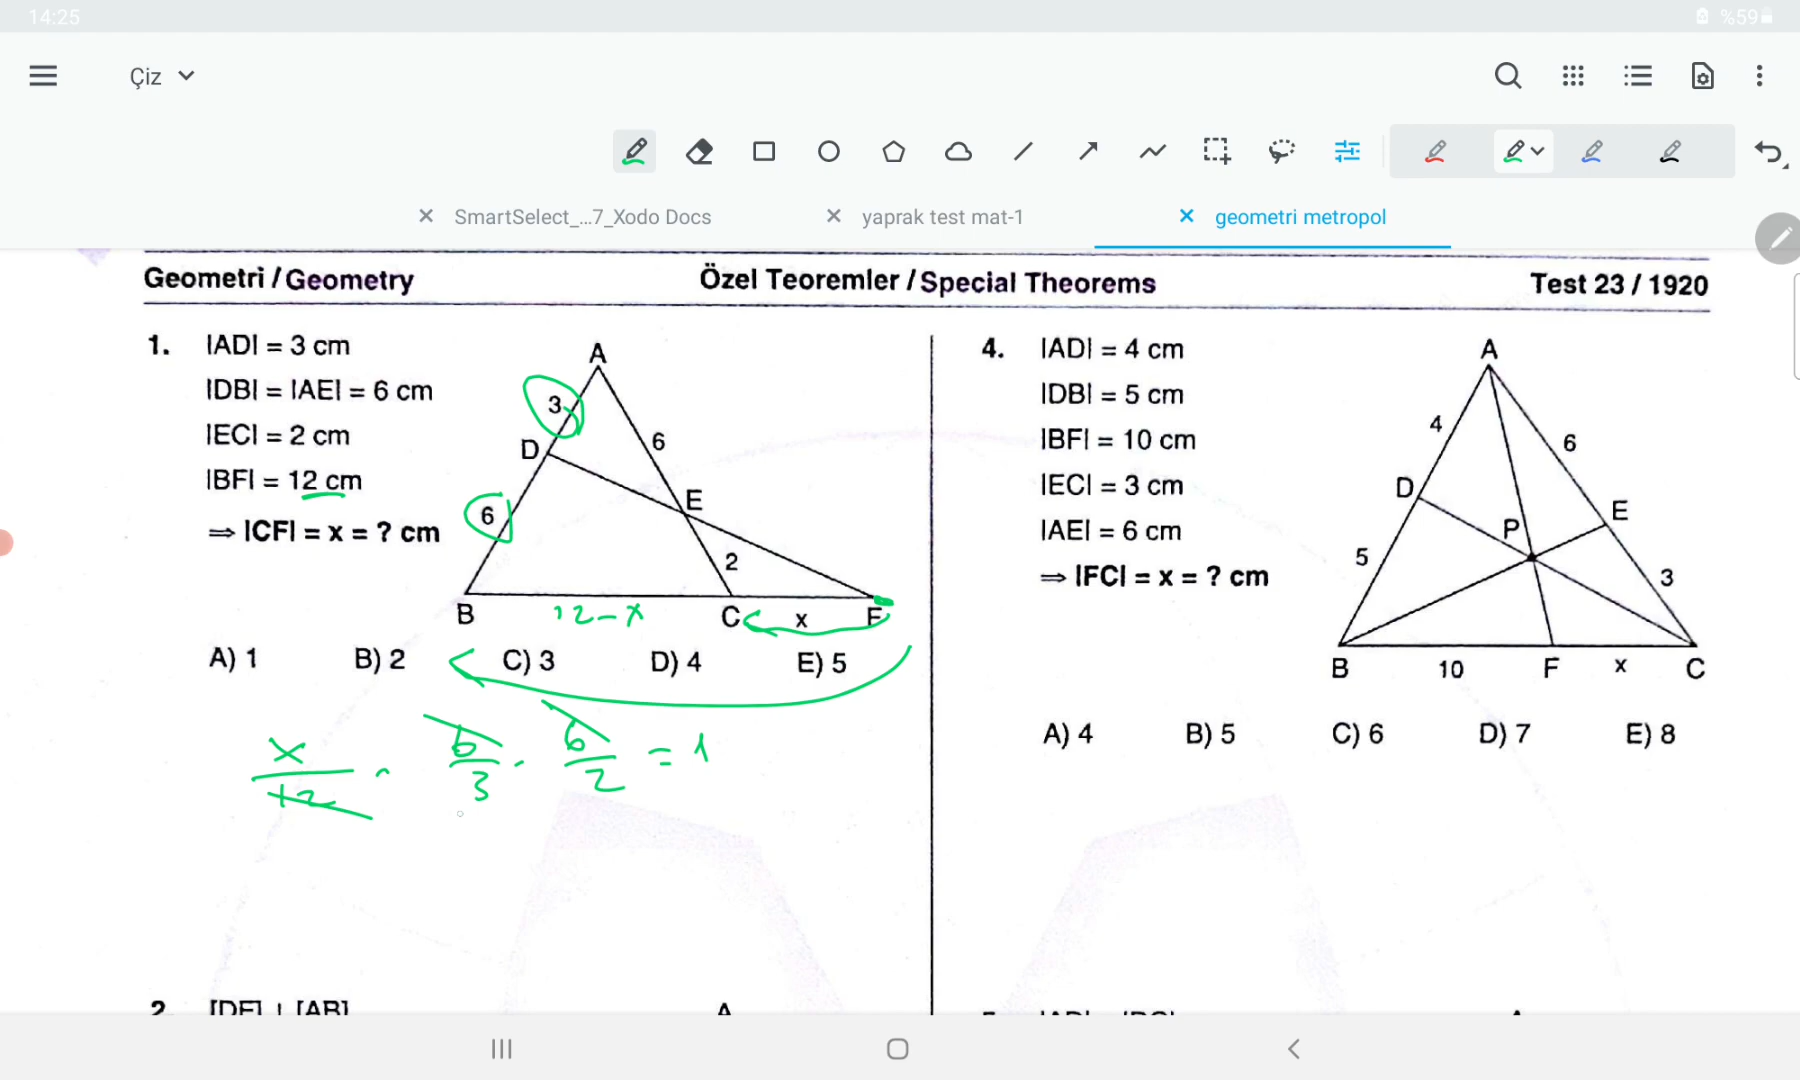 14:25
%59
Çiz
SmartSelect_...7_Xodo Docs
yaprak test mat-1
geometri metropol
Geometri / Geometry
Özel Teoremler / Special Theorems
Test 23 / 1920
1. |AD| = 3 cm
|DB| = |AE| = 6 cm
|EC| = 2 cm
|BF| = 12 cm
⇒ |CF| = x = ? cm
A
3
D
6
6
E
2
B
12-x
C
x
F
A) 1 B) 2 C) 3 D) 4 E) 5
x/12 · 6/3 · 6/2 = 1
4. |AD| = 4 cm
|DB| = 5 cm
|BF| = 10 cm
|EC| = 3 cm
|AE| = 6 cm
⇒ |FC| = x = ? cm
A
4
6
D
E
P
5
3
B
10
F
x
C
A) 4 B) 5 C) 6 D) 7 E) 8
2.
A